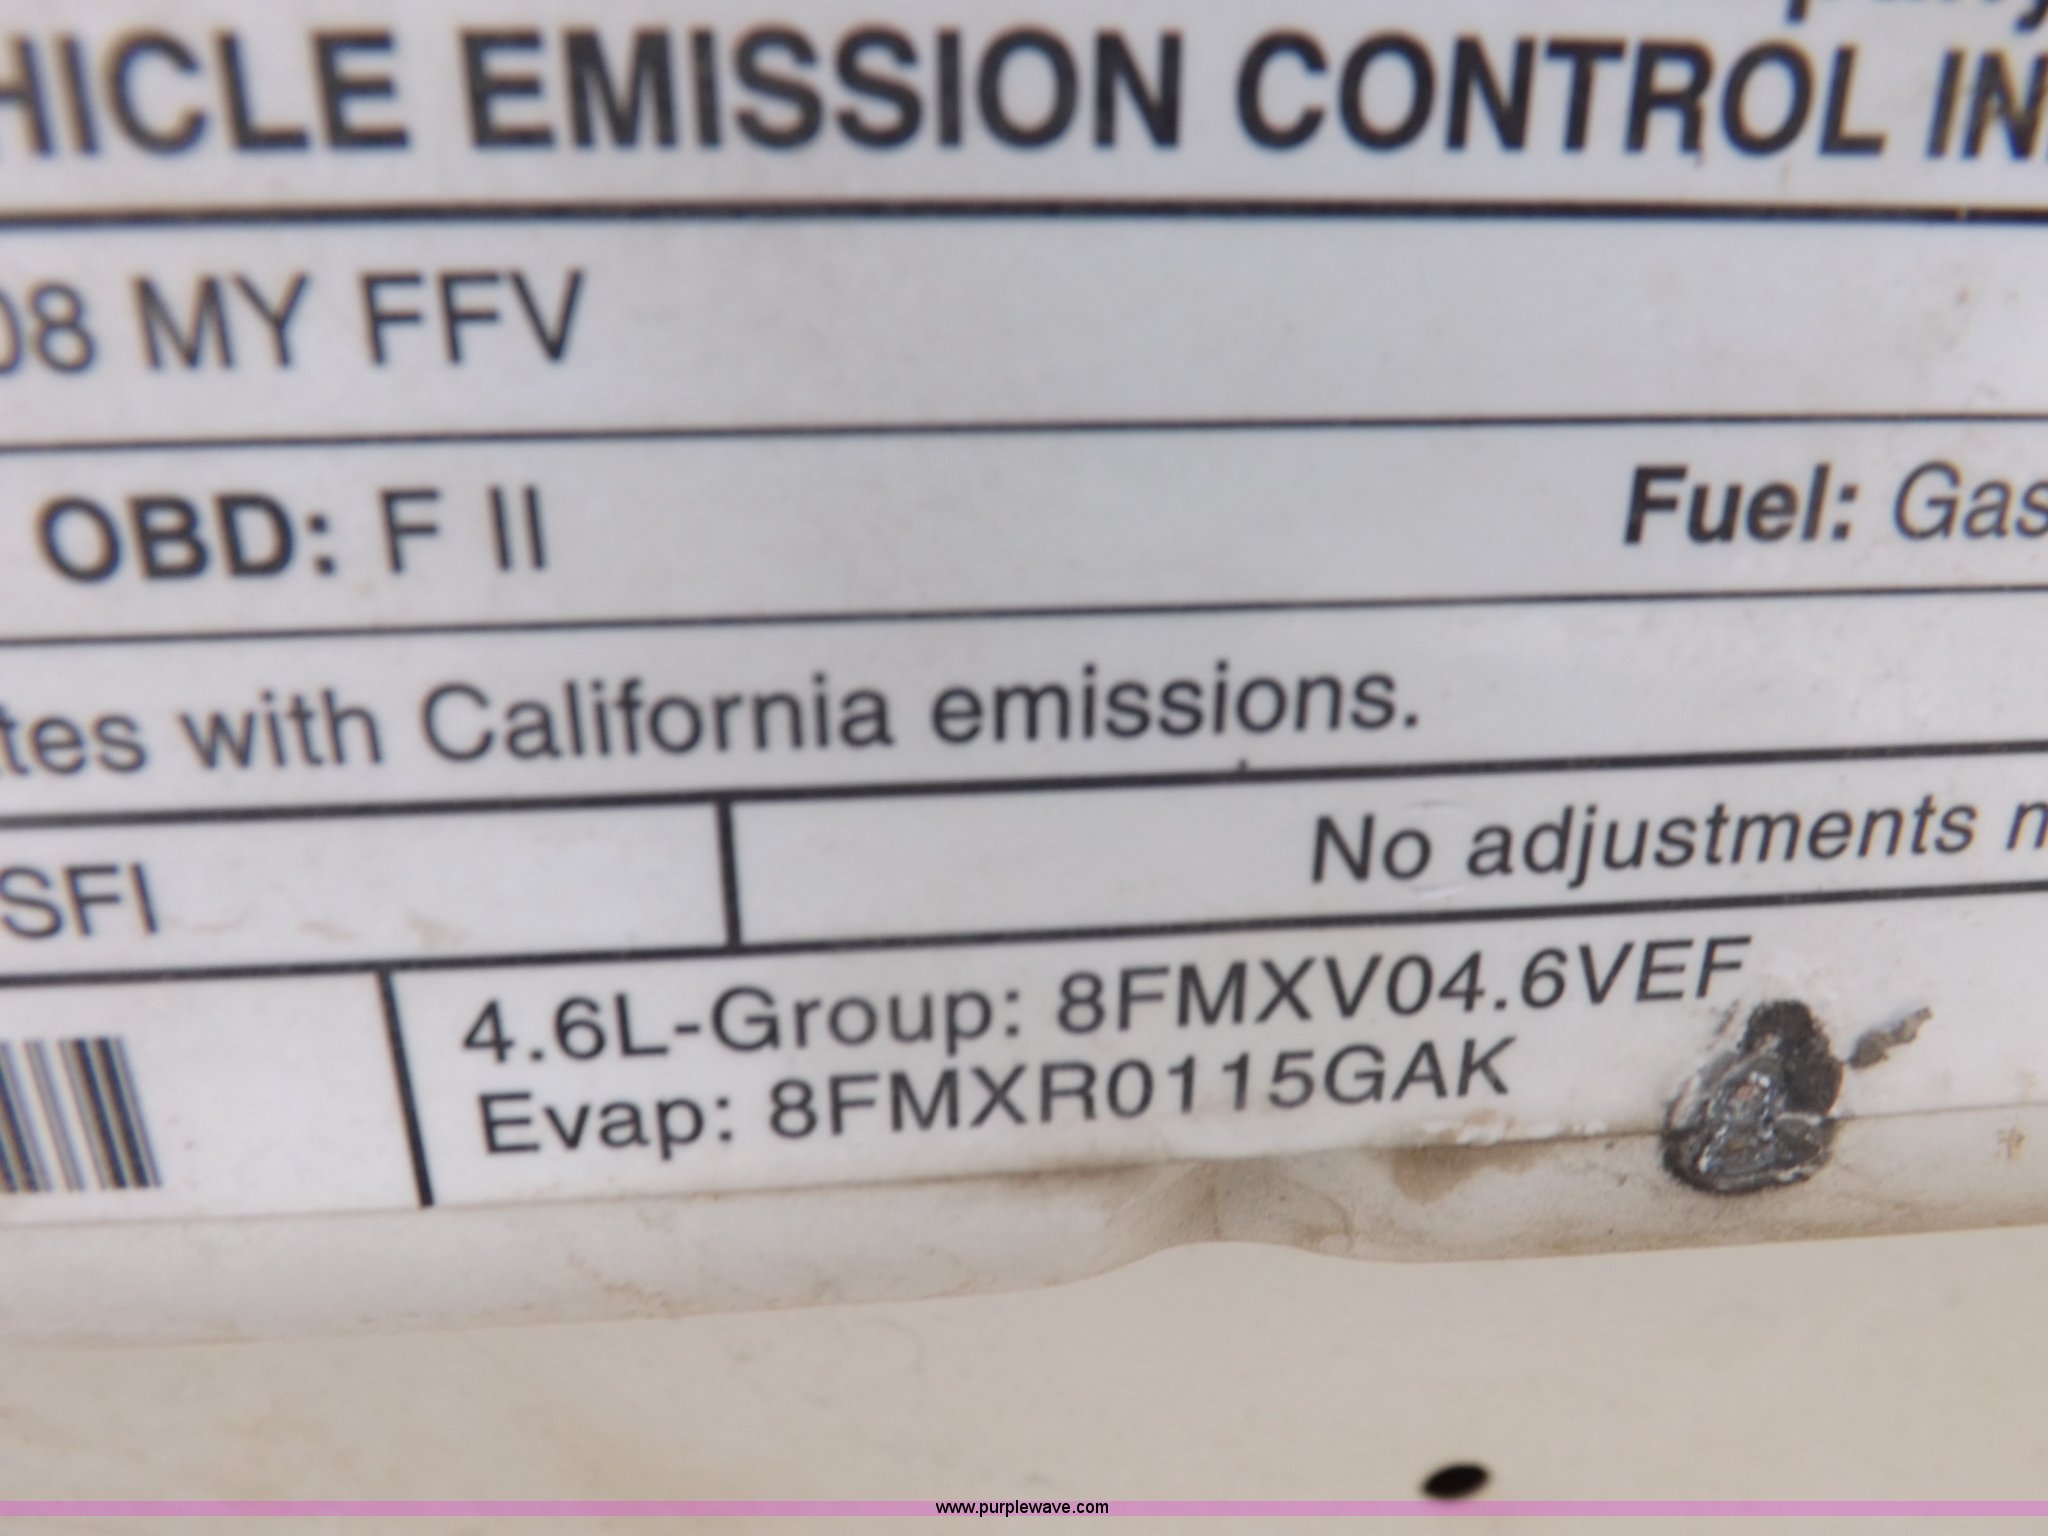 HICLE EMISSION CONTROL IN
08 MY FFV
OBD: F II
Fuel: Gas
tes with California emissions.
SFI
No adjustments n
4.6L-Group: 8FMXV04.6VEF
Evap: 8FMXR0115GAK
www.purplewave.com